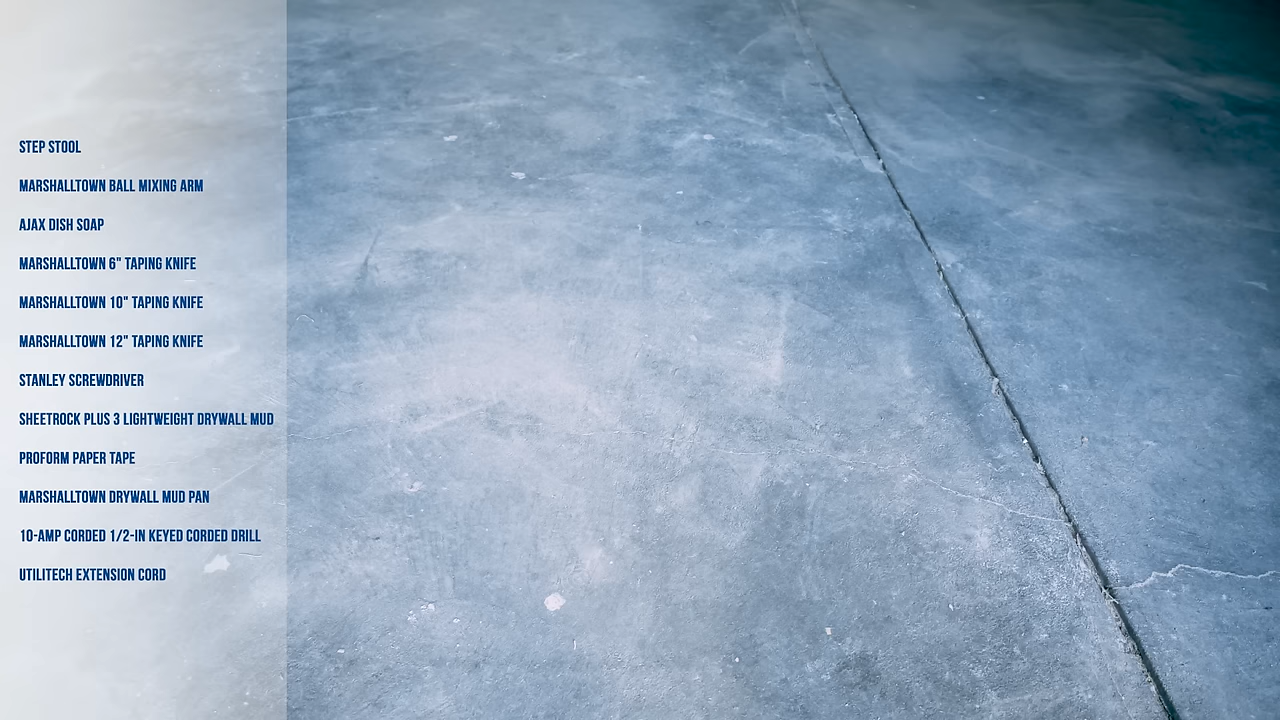 STEP STOOL
MARSHALLTOWN BALL MIXING ARM
AJAX DISH SOAP
MARSHALLTOWN 6" TAPING KNIFE
MARSHALLTOWN 10" TAPING KNIFE
MARSHALLTOWN 12" TAPING KNIFE
STANLEY SCREWDRIVER
SHEETROCK PLUS 3 LIGHTWEIGHT DRYWALL MUD
PROFORM PAPER TAPE
MARSHALLTOWN DRYWALL MUD PAN
10-AMP CORDED 1/2-IN KEYED CORDED DRILL
UTILITECH EXTENSION CORD